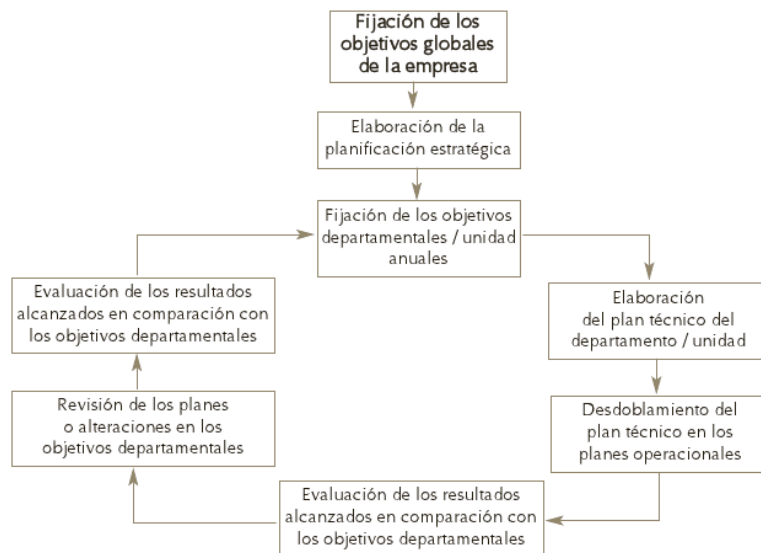 Fijación de los
objetivos globales
de la empresa
Elaboración de la
planificación estratégica
Fijación de los objetivos
departamentales / unidad
anuales
Elaboración
del plan técnico del
departamento / unidad
Desdoblamiento del
plan técnico en los
planes operacionales
Evaluación de los resultados
alcanzados en comparación con
los objetivos departamentales
Revisión de los planes
o alteraciones en los
objetivos departamentales
Evaluación de los resultados
alcanzados en comparación con
los objetivos departamentales